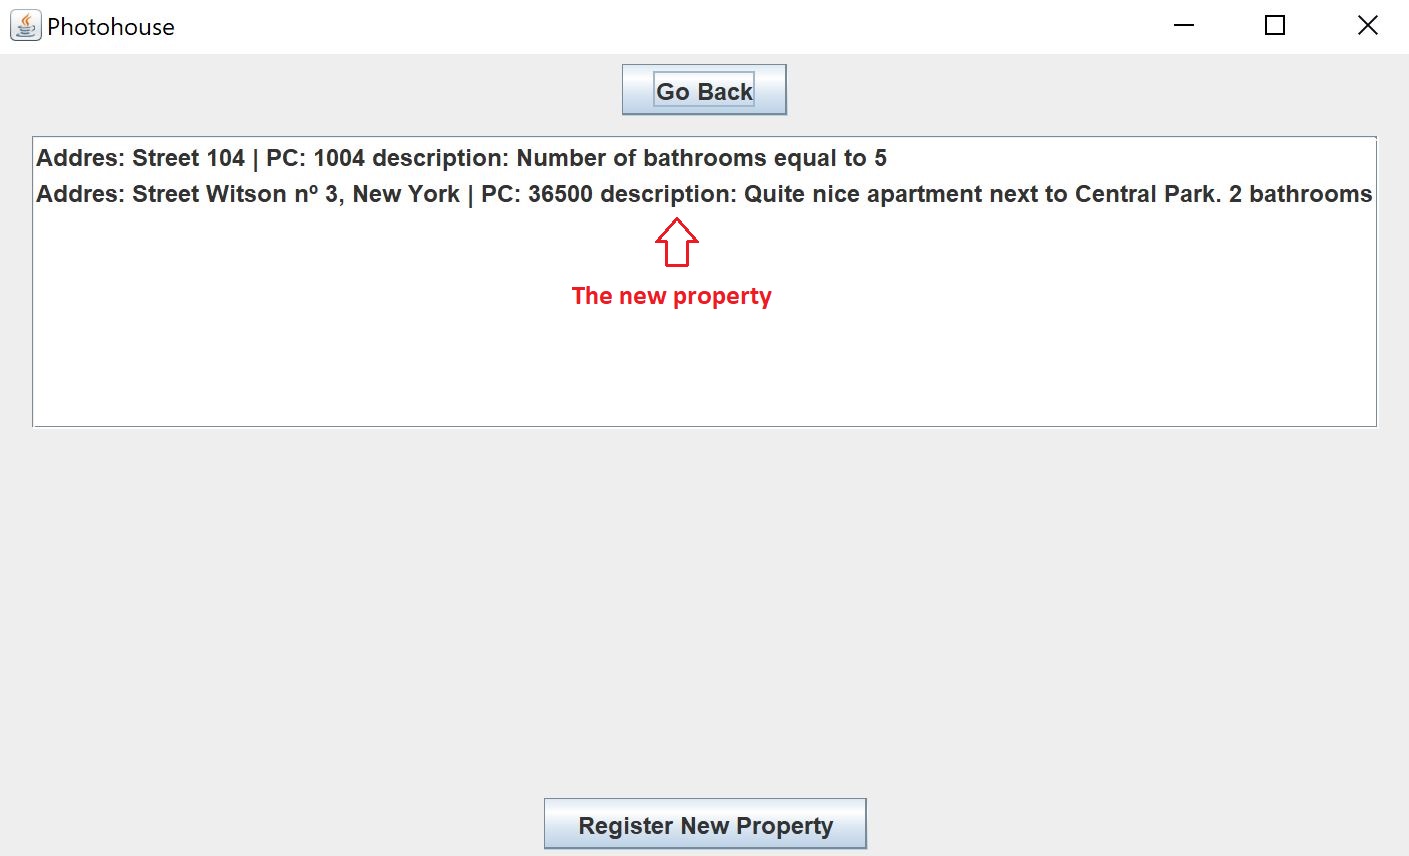 Photohouse
Go Back
Addres: Street 104 | PC: 1004 description: Number of bathrooms equal to 5
Addres: Street Witson nº 3, New York | PC: 36500 description: Quite nice apartment next to Central Park. 2 bathrooms
The new property
Register New Property